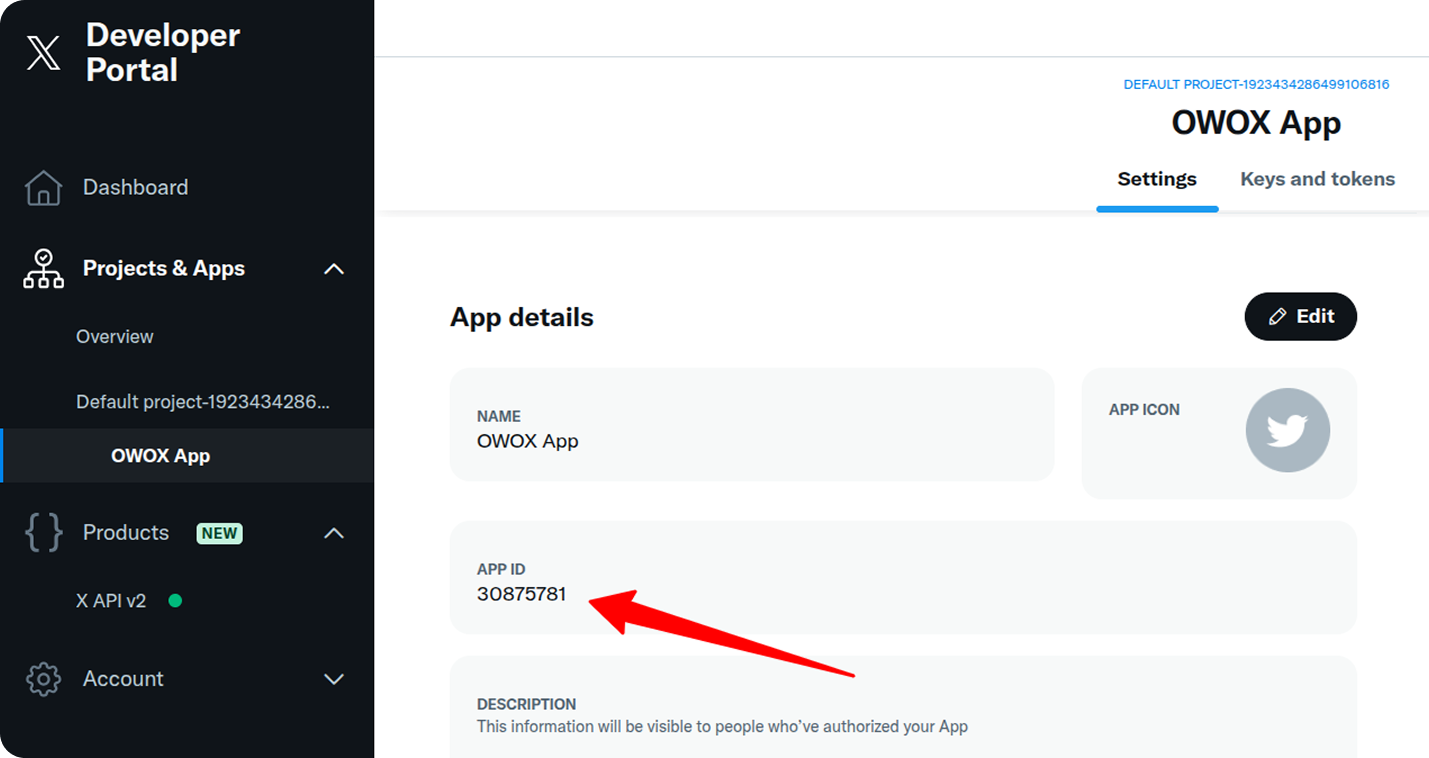 Developer
Portal
Dashboard
Projects & Apps
Overview
Default project-1923434286...
OWOX App
Products NEW
X API v2
Account
DEFAULT PROJECT-1923434286499106816
OWOX App
Settings Keys and tokens
App details
Edit
NAME
OWOX App
APP ICON
APP ID
30875781
DESCRIPTION
This information will be visible to people who’ve authorized your App